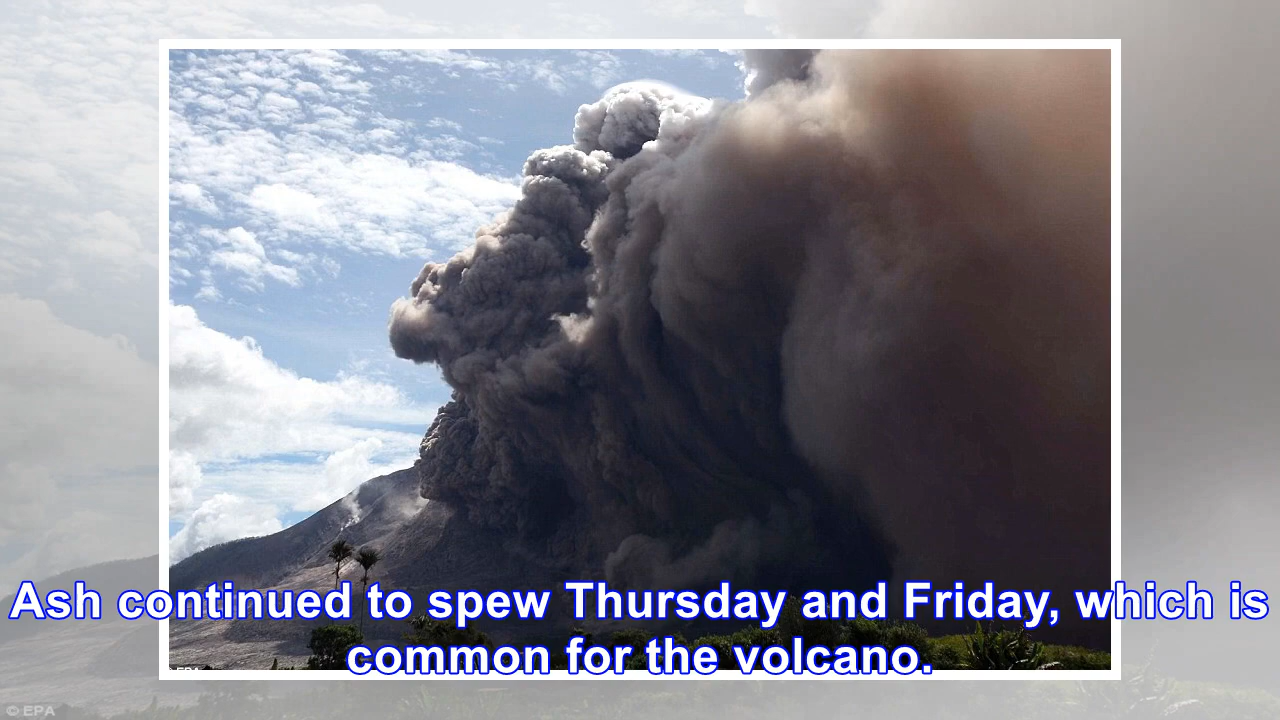 Ash continued to spew Thursday and Friday, which is
common for the volcano.
© EPA